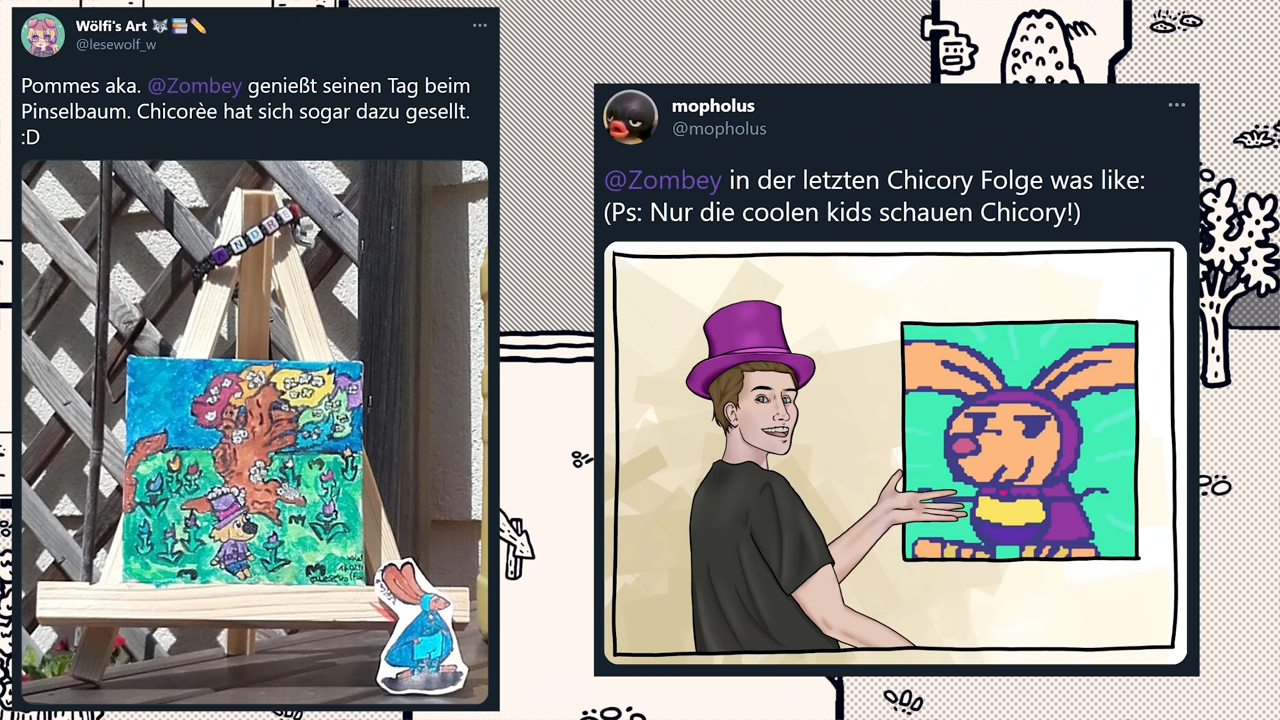 Wölfi's Art 🐺📚✏️
@lesewolf_w
Pommes aka. @Zombey genießt seinen Tag beim
Pinselbaum. Chicorèe hat sich sogar dazu gesellt.
:D
mopholus
@mopholus
@Zombey in der letzten Chicory Folge was like:
(Ps: Nur die coolen kids schauen Chicory!)